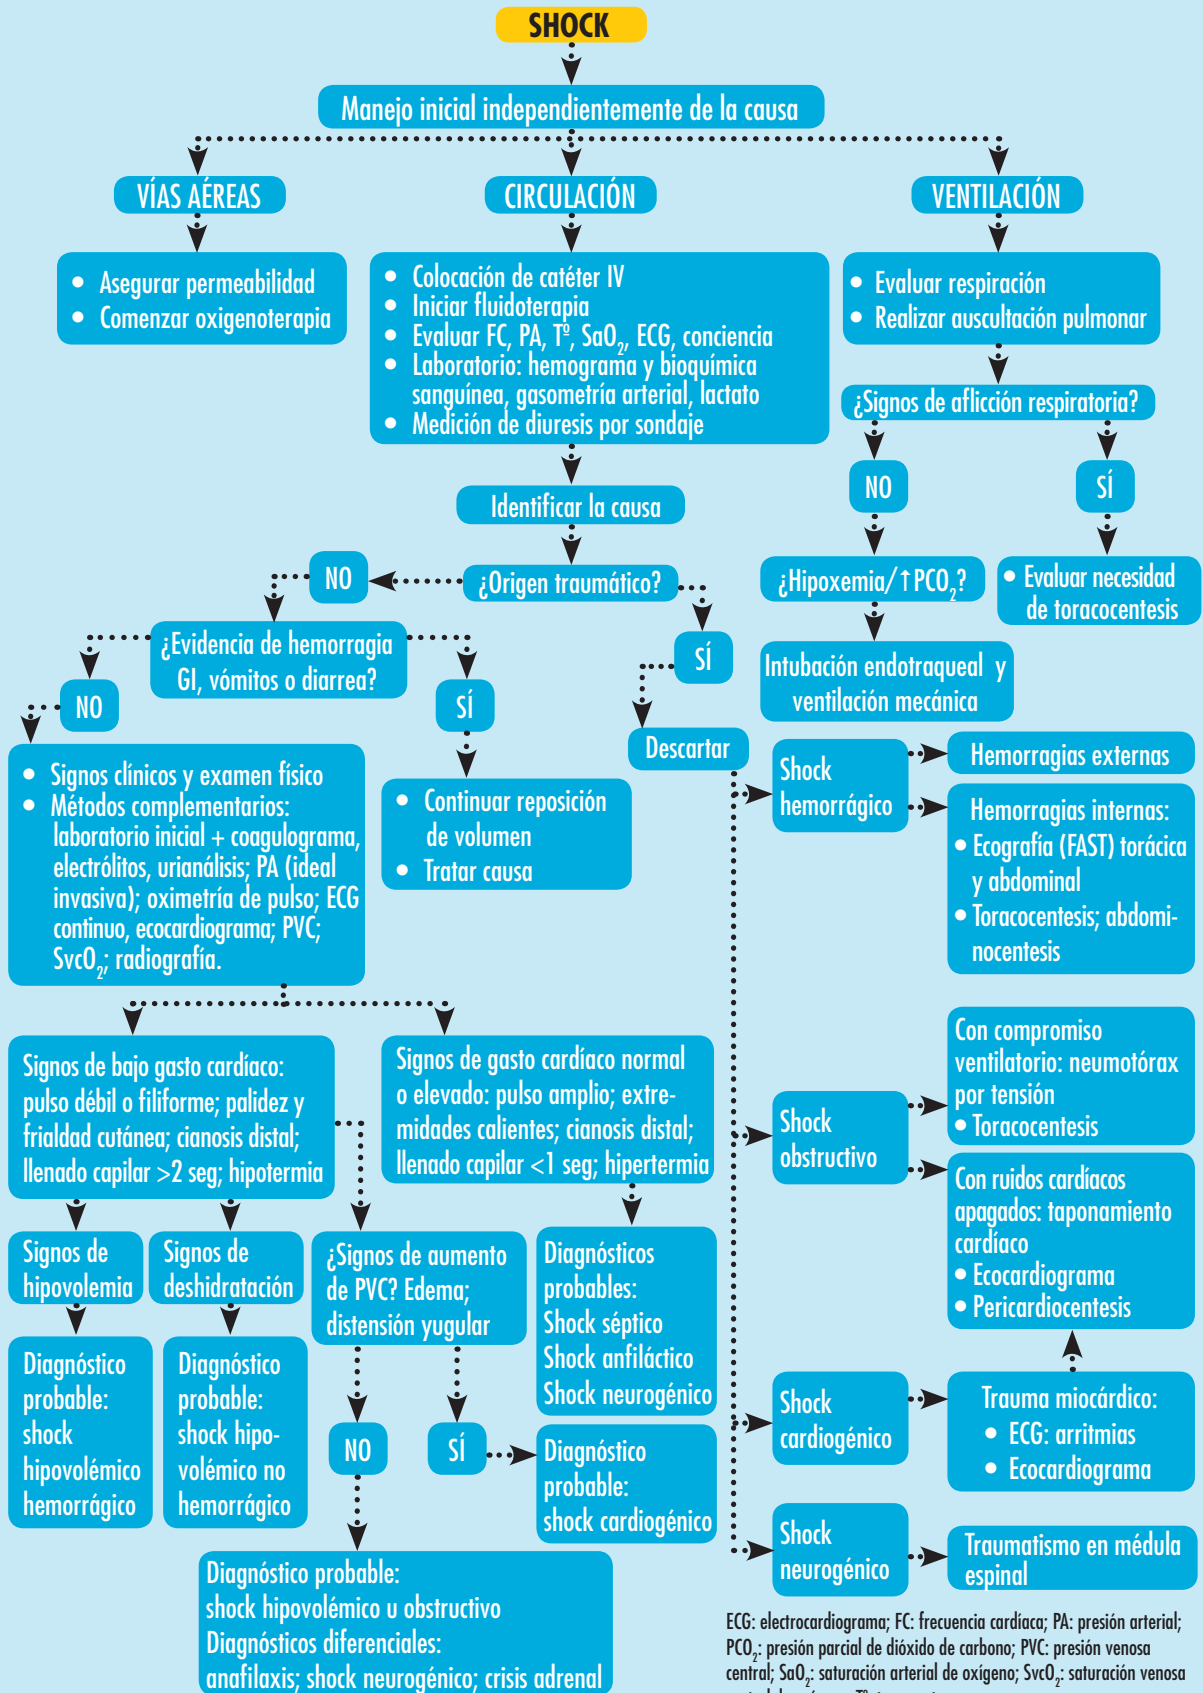 SHOCK
Manejo inicial independientemente de la causa
VÍAS AÉREAS
Asegurar permeabilidad
Comenzar oxigenoterapia
CIRCULACIÓN
Colocación de catéter IV
Iniciar fluidoterapia
Evaluar FC, PA, Tº, SaO₂, ECG, conciencia
Laboratorio: hemograma y bioquímica
sanguínea, gasometría arterial, lactato
Medición de diuresis por sondaje
VENTILACIÓN
Evaluar respiración
Realizar auscultación pulmonar
¿Signos de aflicción respiratoria?
NO
SÍ
¿Hipoxemia/↑PCO₂?
Evaluar necesidad
de toracocentesis
Intubación endotraqueal y
ventilación mecánica
Identificar la causa
¿Origen traumático?
NO
SÍ
¿Evidencia de hemorragia
GI, vómitos o diarrea?
NO
SÍ
Signos clínicos y examen físico
Métodos complementarios:
laboratorio inicial + coagulograma,
electrólitos, urianálisis; PA (ideal
invasiva); oximetría de pulso; ECG
continuo, ecocardiograma; PVC;
SvcO₂; radiografía.
Continuar reposición
de volumen
Tratar causa
Descartar
Shock
hemorrágico
Hemorragias externas
Hemorragias internas:
Ecografía (FAST) torácica
y abdominal
Toracocentesis; abdomi-
nocentesis
Shock
obstructivo
Con compromiso
ventilatorio: neumotórax
por tensión
Toracocentesis
Con ruidos cardíacos
apagados: taponamiento
cardíaco
Ecocardiograma
Pericardiocentesis
Shock
cardiogénico
Trauma miocárdico:
ECG: arritmias
Ecocardiograma
Shock
neurogénico
Traumatismo en médula
espinal
Signos de bajo gasto cardíaco:
pulso débil o filiforme; palidez y
frialdad cutánea; cianosis distal;
llenado capilar >2 seg; hipotermia
Signos de gasto cardíaco normal
o elevado: pulso amplio; extre-
midades calientes; cianosis distal;
llenado capilar <1 seg; hipertermia
Signos de
hipovolemia
Signos de
deshidratación
¿Signos de aumento
de PVC? Edema;
distensión yugular
Diagnósticos
probables:
Shock séptico
Shock anfiláctico
Shock neurogénico
Diagnóstico
probable:
shock
hipovolémico
hemorrágico
Diagnóstico
probable:
shock hipo-
volémico no
hemorrágico
NO
SÍ
Diagnóstico
probable:
shock cardiogénico
Diagnóstico probable:
shock hipovolémico u obstructivo
Diagnósticos diferenciales:
anafilaxis; shock neurogénico; crisis adrenal
ECG: electrocardiograma; FC: frecuencia cardíaca; PA: presión arterial;
PCO₂: presión parcial de dióxido de carbono; PVC: presión venosa
central; SaO₂: saturación arterial de oxígeno; SvcO₂: saturación venosa